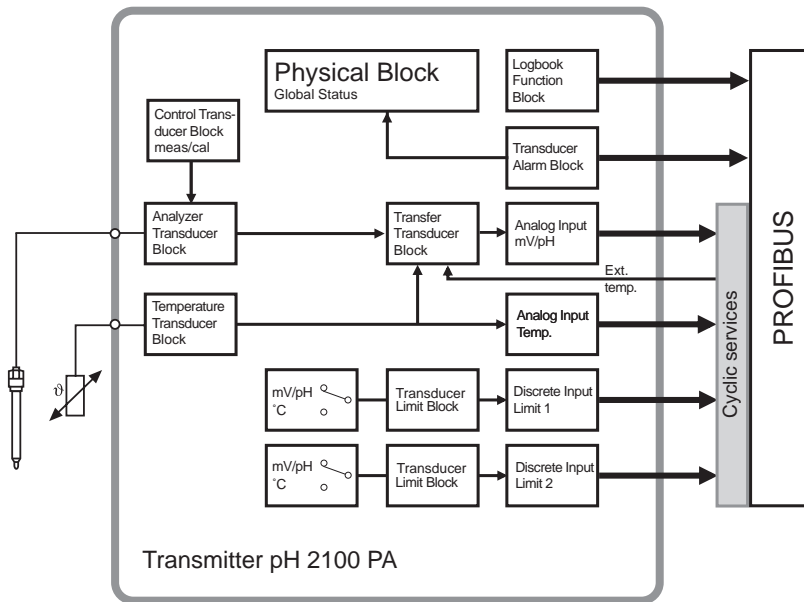 Physical Block
Global Status
Logbook
Function
Block
Control Trans-
ducer Block
meas/cal
Transducer
Alarm Block
Analyzer
Transducer
Block
Transfer
Transducer
Block
Analog Input
mV/pH
Ext.
temp.
Temperature
Transducer
Block
Analog Input
Temp.
ϑ
mV/pH
°C
Transducer
Limit Block
Discrete Input
Limit 1
mV/pH
°C
Transducer
Limit Block
Discrete Input
Limit 2
Cyclic services
PROFIBUS
Transmitter pH 2100 PA